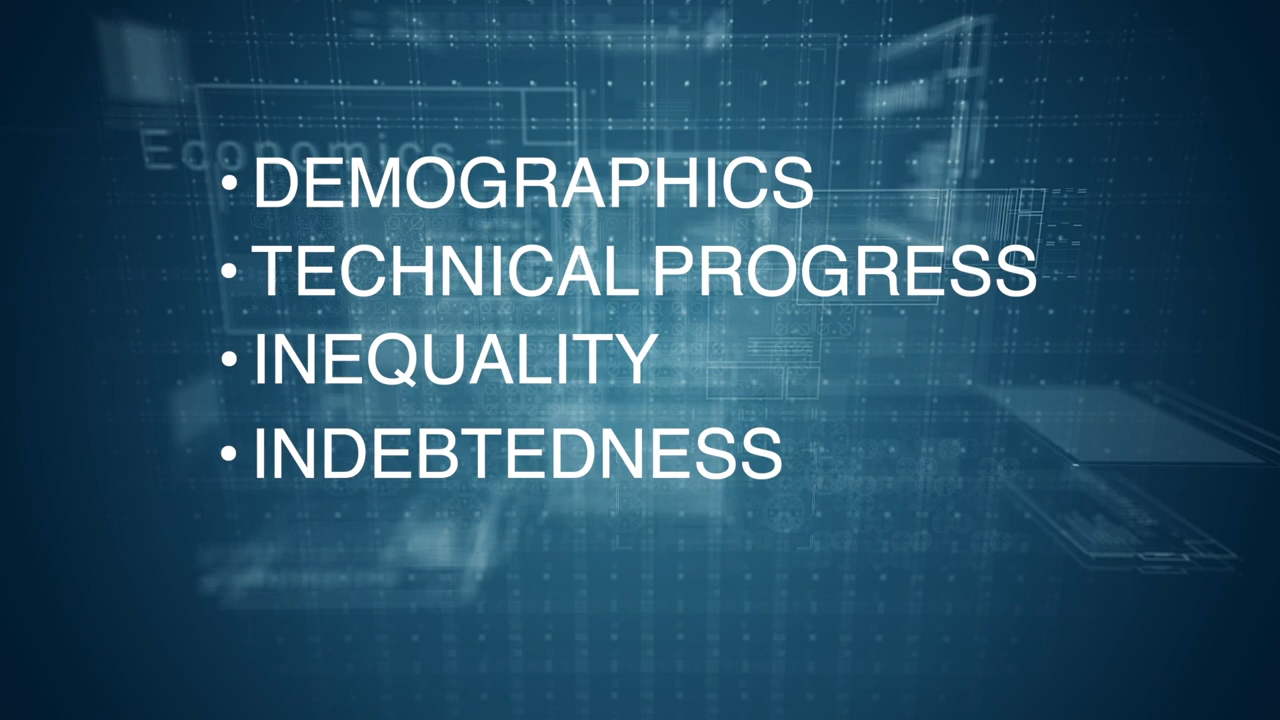 Economics
• DEMOGRAPHICS
• TECHNICAL PROGRESS
• INEQUALITY
• INDEBTEDNESS